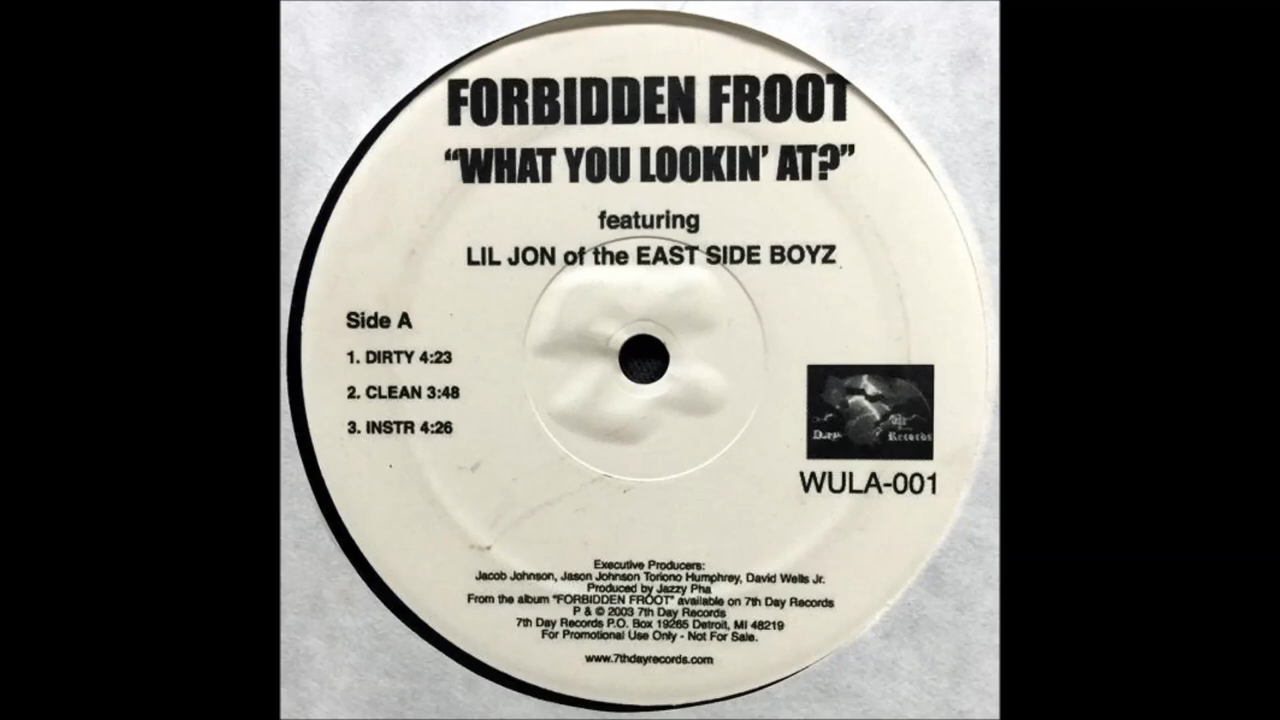 FORBIDDEN FROOT
“WHAT YOU LOOKIN’ AT?”
featuring
LIL JON of the EAST SIDE BOYZ
Side A
1. DIRTY 4:23
2. CLEAN 3:48
3. INSTR 4:26
Day Records
WULA-001
Executive Producers:
Jacob Johnson, Jason Johnson Toriono Humphrey, David Wells Jr.
Produced by Jazzy Pha
From the album "FORBIDDEN FROOT" available on 7th Day Records
P & © 2003 7th Day Records
7th Day Records P.O. Box 19265 Detroit, MI 48219
For Promotional Use Only - Not For Sale.
www.7thdayrecords.com